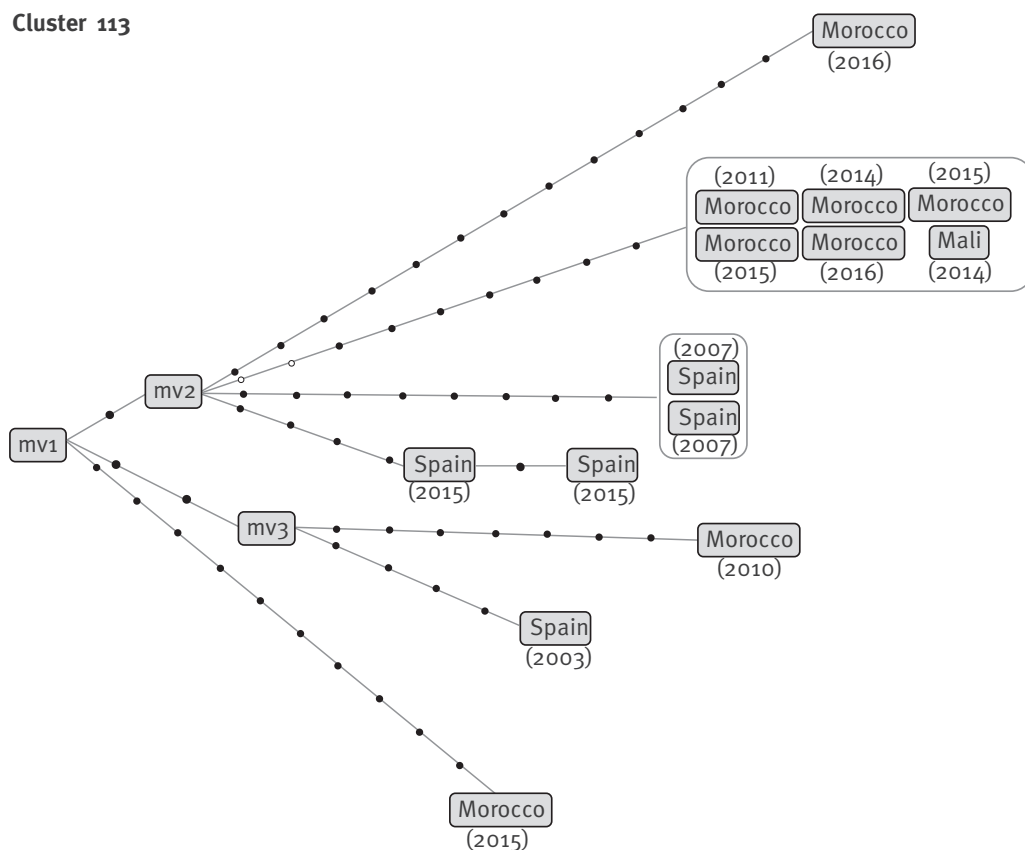 Cluster 113
Morocco
(2016)
(2011) (2014) (2015)
Morocco Morocco Morocco
Morocco Morocco Mali
(2015) (2016) (2014)
(2007)
Spain
Spain
(2007)
mv2
mv1
Spain Spain
(2015) (2015)
mv3
Morocco
(2010)
Spain
(2003)
Morocco
(2015)